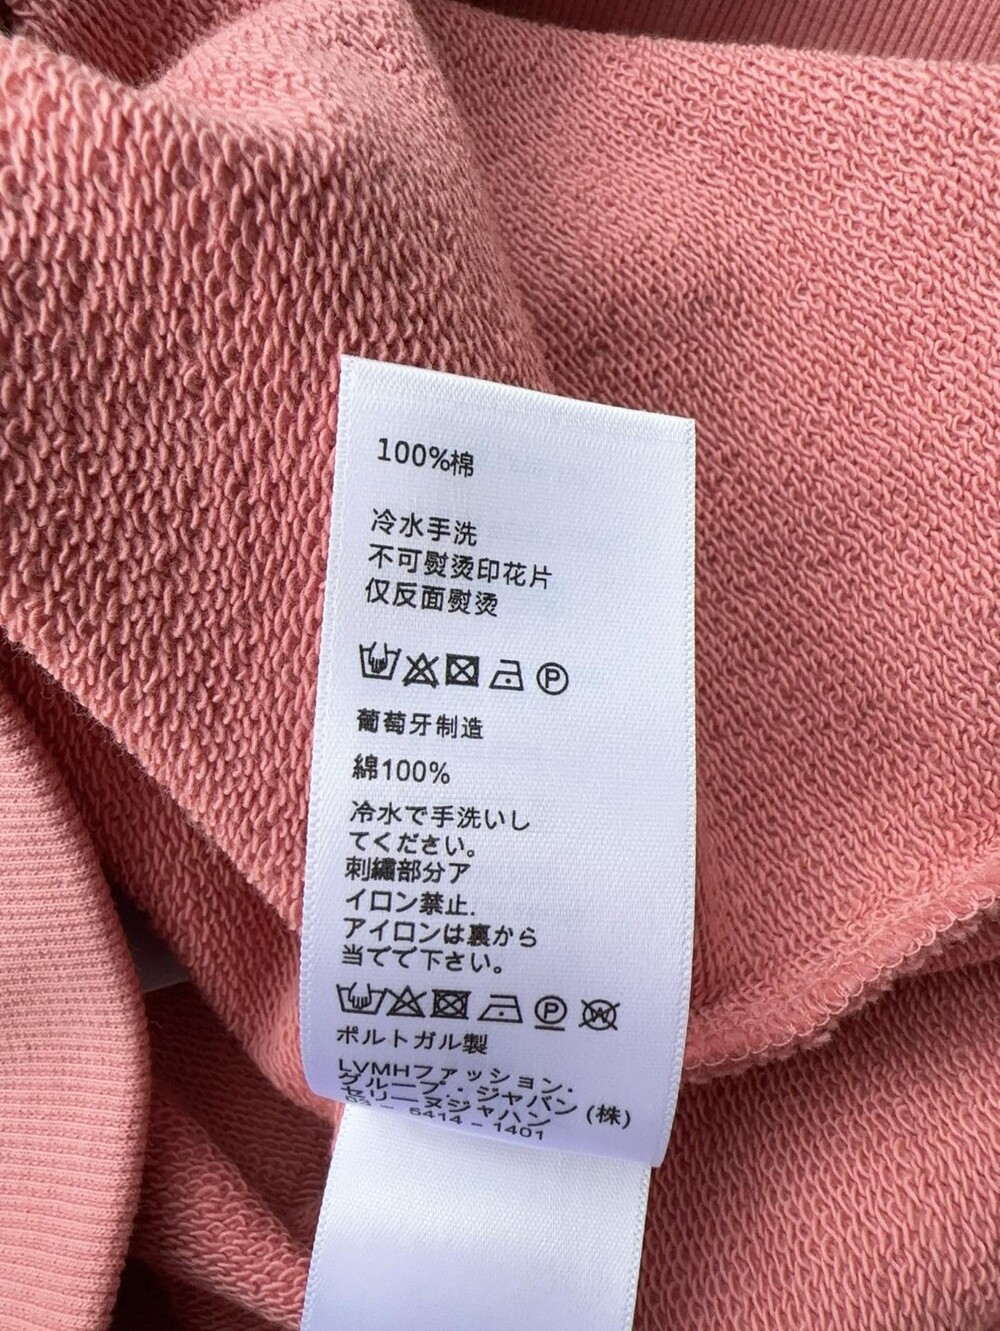 100%棉
冷水手洗
不可熨烫印花片
仅反面熨烫
P
葡萄牙制造
綿100%
冷水で手洗いし
てください。
刺繍部分ア
イロン禁止.
アイロンは裏から
当てで下さい。
P W
ポルトガル製
LVMHファッション・
グループ・ジャパン (株)
セリーヌジャパン
03 - 5414 - 1401